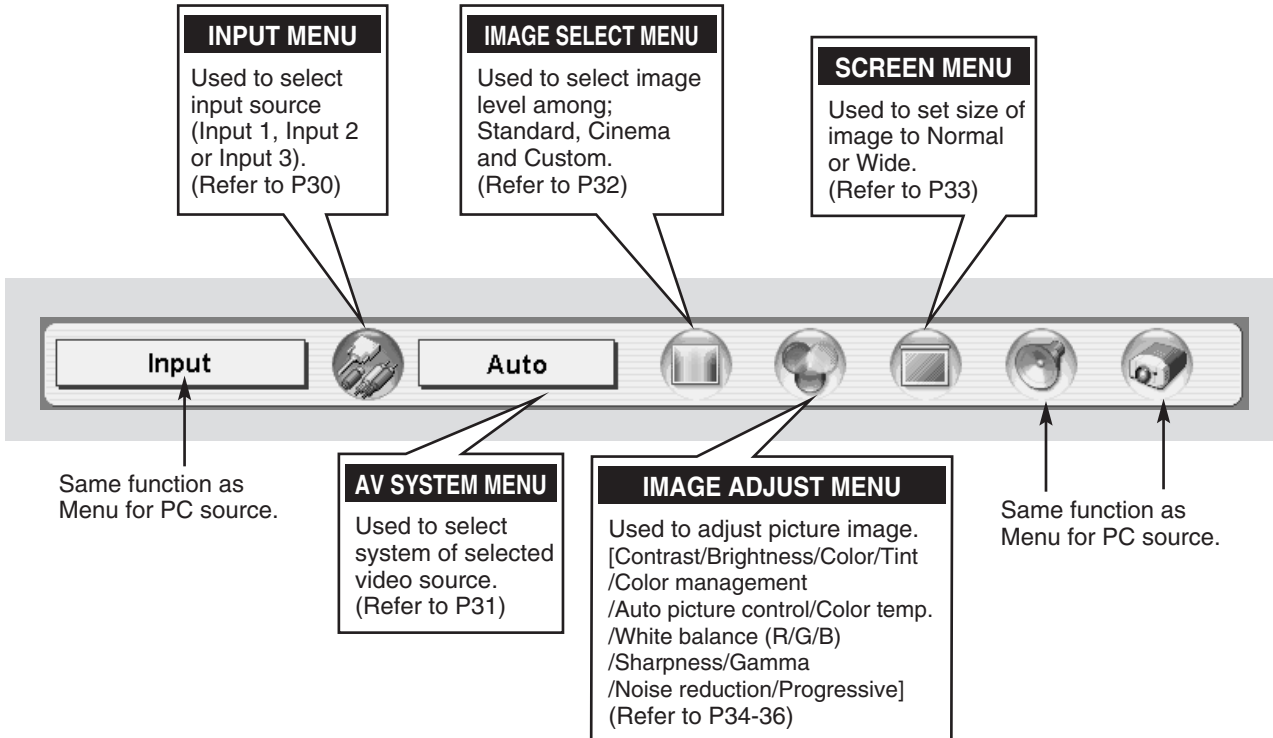 INPUT MENU
Used to select
input source
(Input 1, Input 2
or Input 3).
(Refer to P30)
IMAGE SELECT MENU
Used to select image
level among;
Standard, Cinema
and Custom.
(Refer to P32)
SCREEN MENU
Used to set size of
image to Normal
or Wide.
(Refer to P33)
Input
Auto
Same function as
Menu for PC source.
AV SYSTEM MENU
Used to select
system of selected
video source.
(Refer to P31)
IMAGE ADJUST MENU
Used to adjust picture image.
[Contrast/Brightness/Color/Tint
/Color management
/Auto picture control/Color temp.
/White balance (R/G/B)
/Sharpness/Gamma
/Noise reduction/Progressive]
(Refer to P34-36)
Same function as
Menu for PC source.